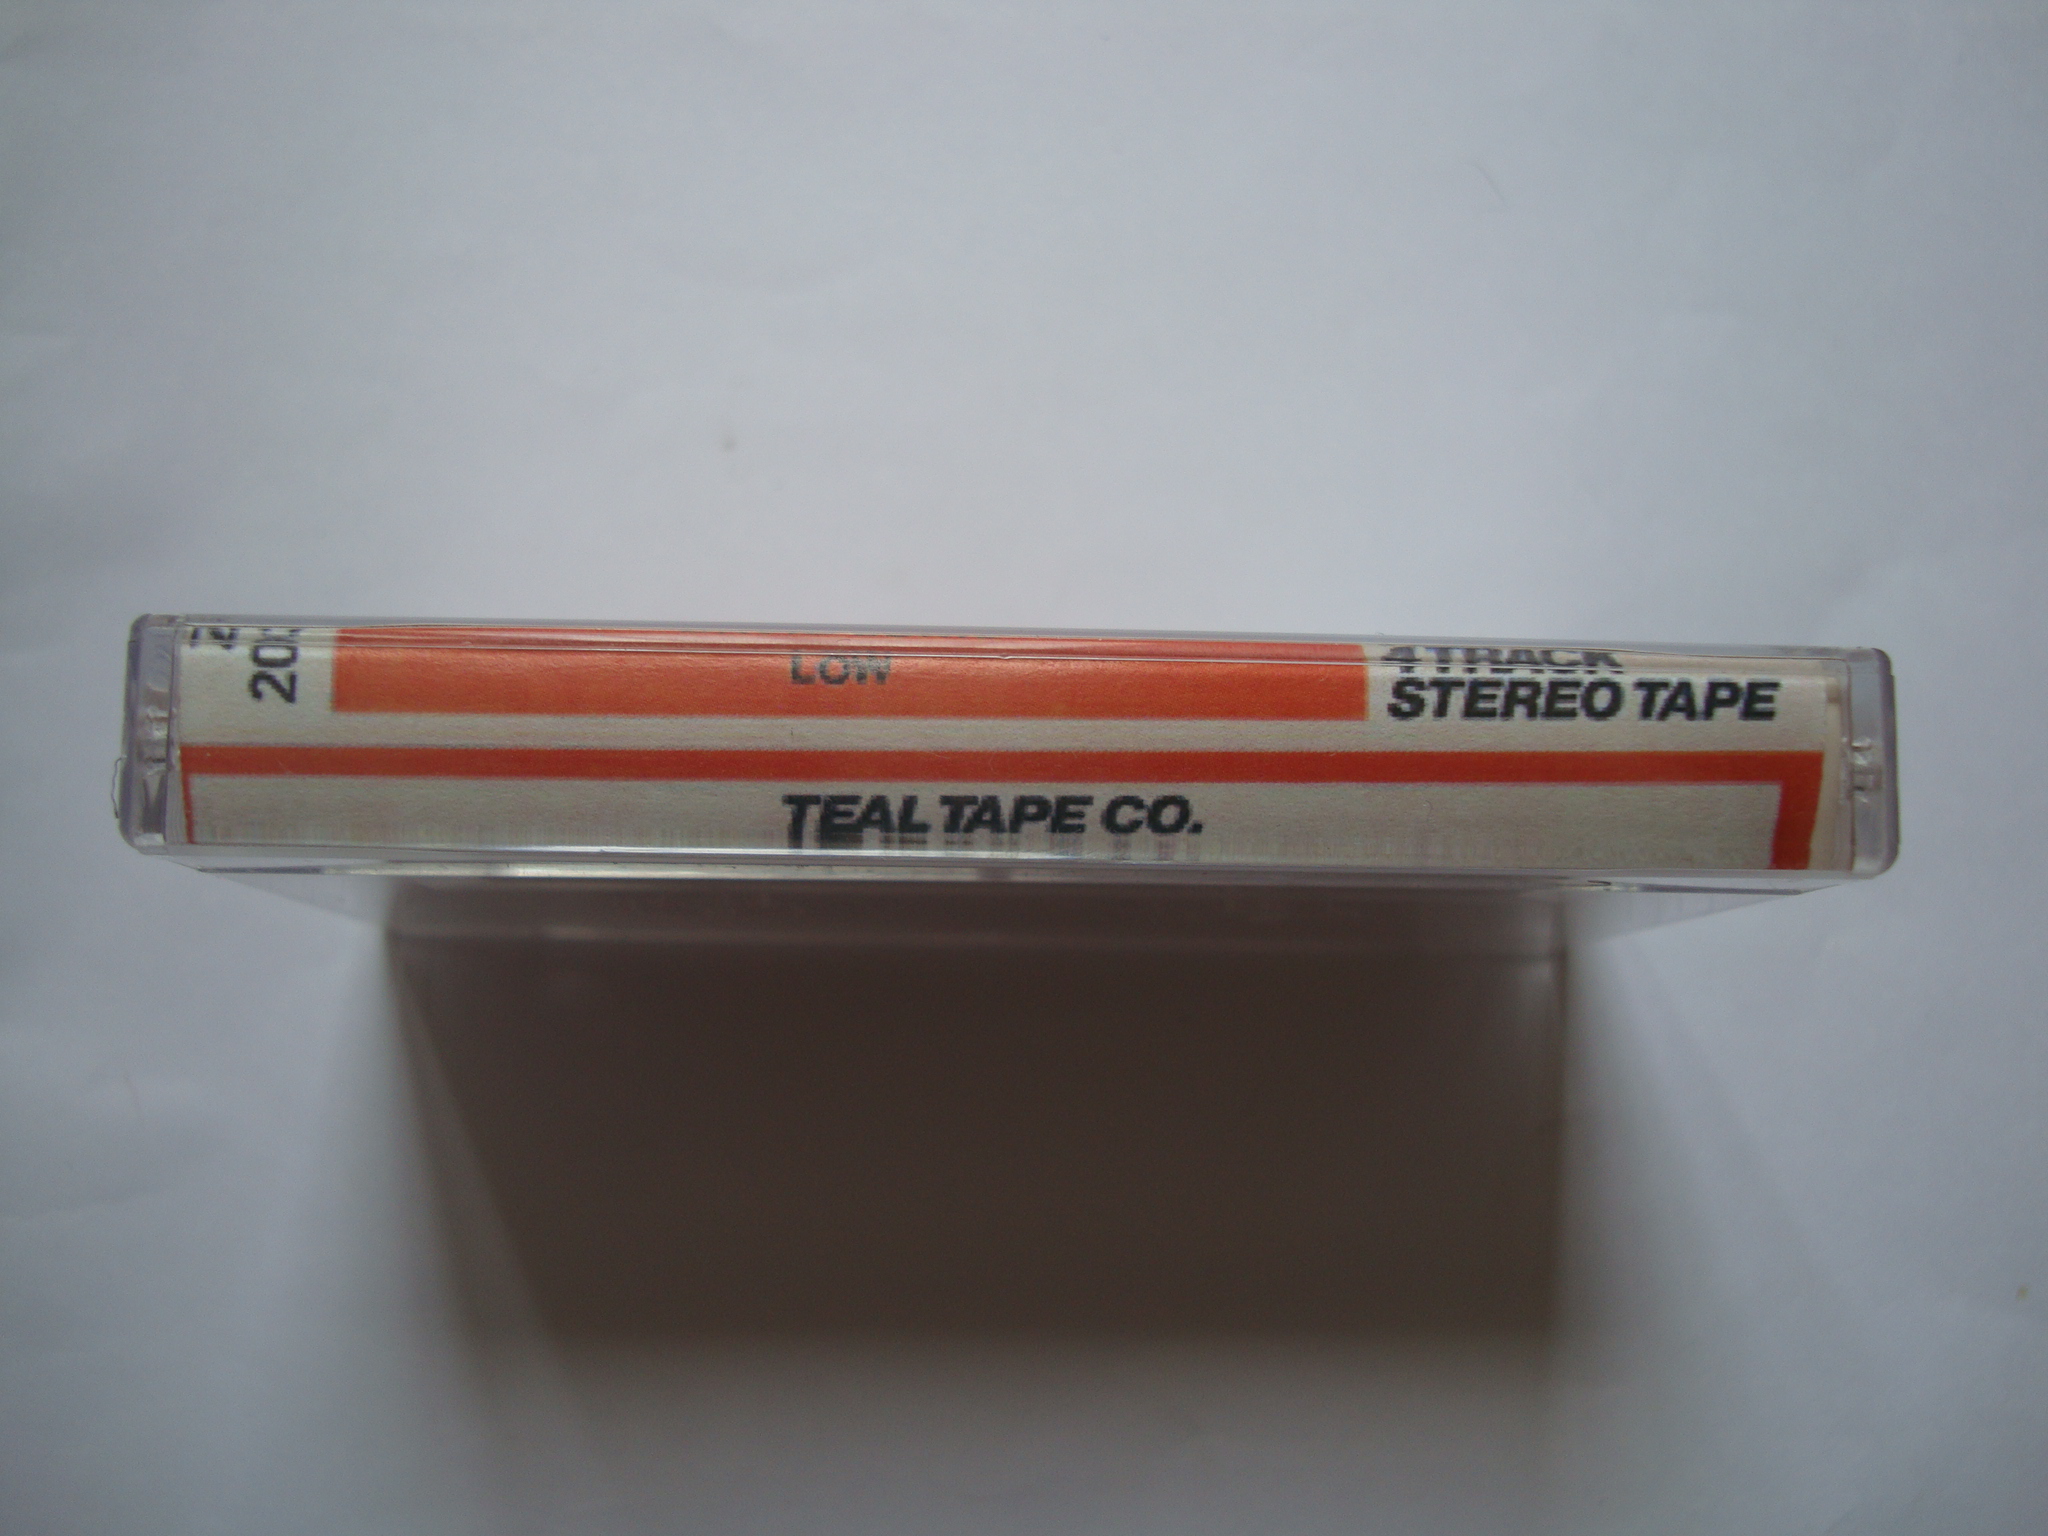 LOW
4 TRACK
STEREO TAPE
TEAL TAPE CO.